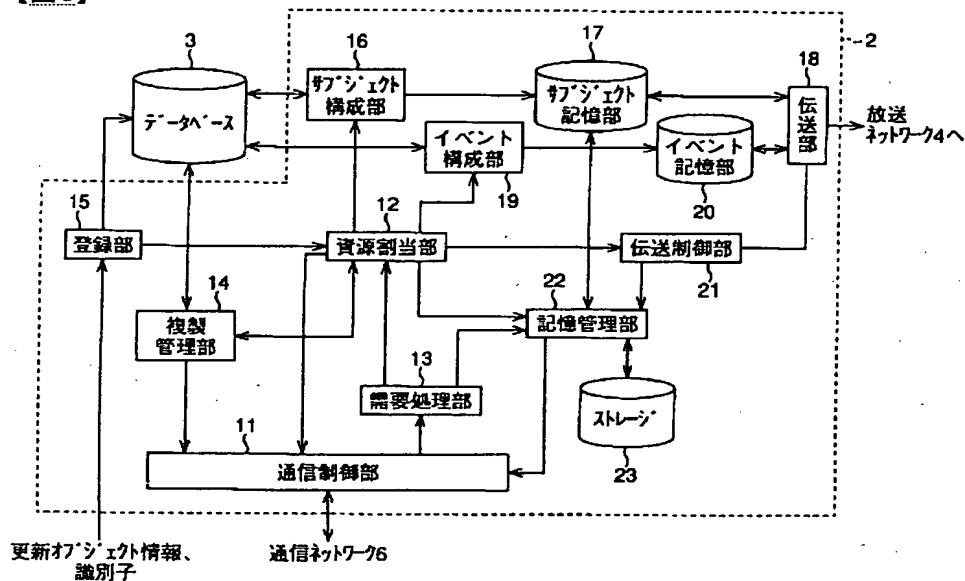 3
データベース
16
サブジェクト
構成部
17
サブジェクト
記憶部
2
18
伝送部
放送
ネットワーク4へ
イベント
構成部
19
イベント
記憶部
20
15
登録部
12
資源割当部
伝送制御部
21
14
複製
管理部
22
記憶管理部
13
需要処理部
ストレージ
23
11
通信制御部
更新オブジェクト情報、
識別子
通信ネットワーク6